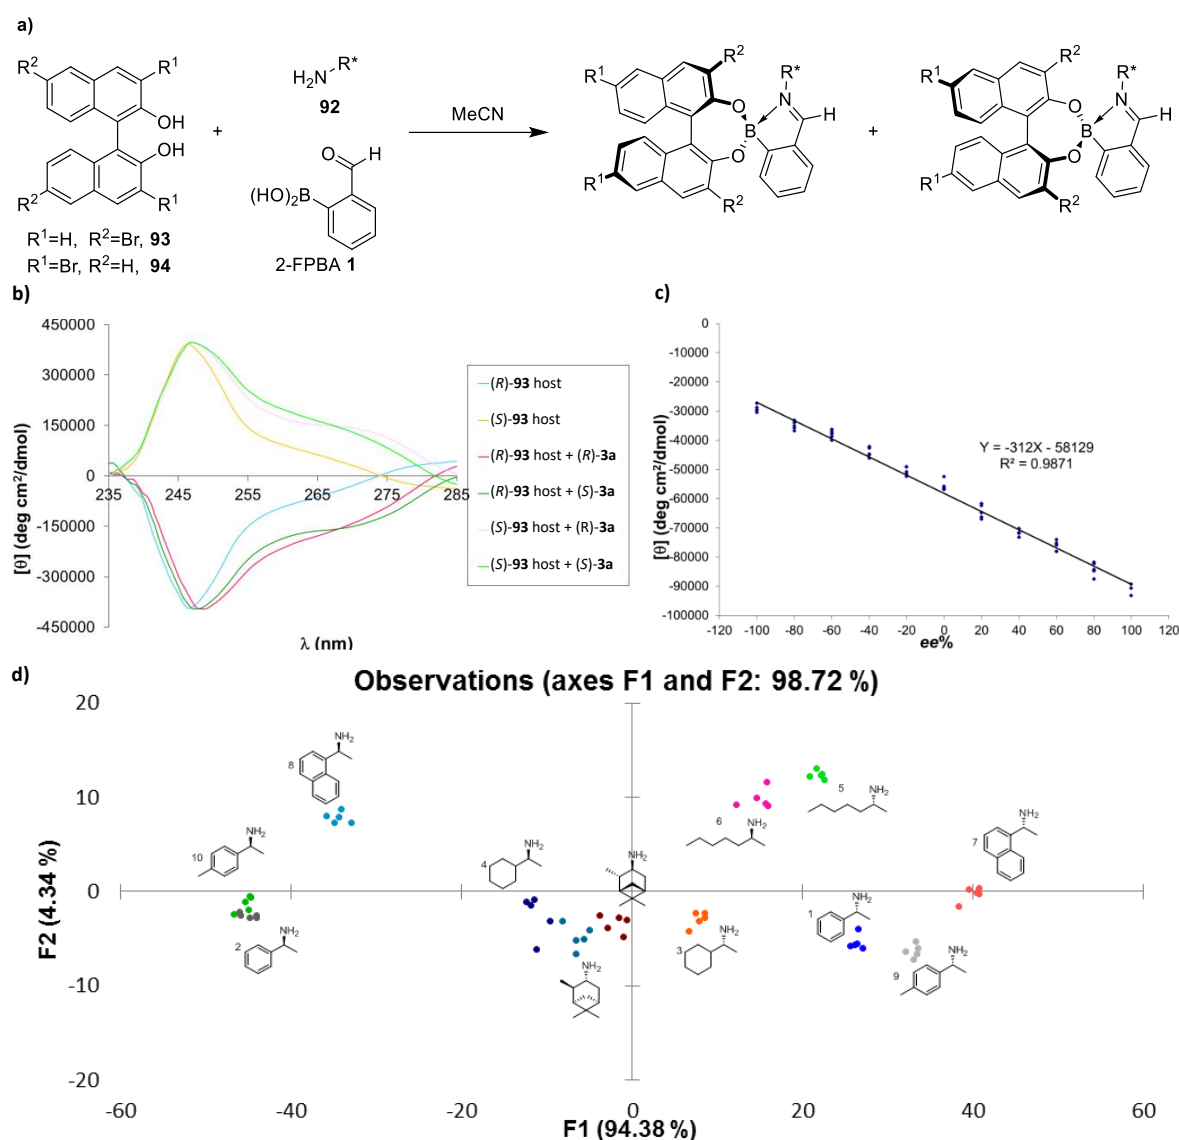 a)
R²
R¹
OH
OH
R²
R¹
R¹=H, R²=Br, 93
R¹=Br, R²=H, 94
+
H₂N
R*
92
O
H
(HO)₂B
2-FPBA 1
MeCN
R²
R¹
R*
O
N
B
H
O
R¹
R²
+
R²
R¹
R*
O
N
B
H
O
R¹
R²
b)
450000
300000
150000
0
-150000
-300000
-450000
235
245
255
265
275
285
[θ] (deg cm²/dmol)
λ (nm)
(R)-93 host
(S)-93 host
(R)-93 host + (R)-3a
(R)-93 host + (S)-3a
(S)-93 host + (R)-3a
(S)-93 host + (S)-3a
c)
0
-10000
-20000
-30000
-40000
-50000
-60000
-70000
-80000
-90000
-100000
-120
-100
-80
-60
-40
-20
0
20
40
60
80
100
120
[θ] (deg cm²/dmol)
ee%
Y = -312X - 58129
R² = 0.9871
d)
Observations (axes F1 and F2: 98.72 %)
20
10
0
-10
-20
-60
-40
-20
0
20
40
60
F2 (4.34 %)
F1 (94.38 %)
8
NH₂
10
NH₂
2
NH₂
4
NH₂
NH₂
NH₂
6
NH₂
5
NH₂
3
NH₂
1
NH₂
7
NH₂
9
NH₂